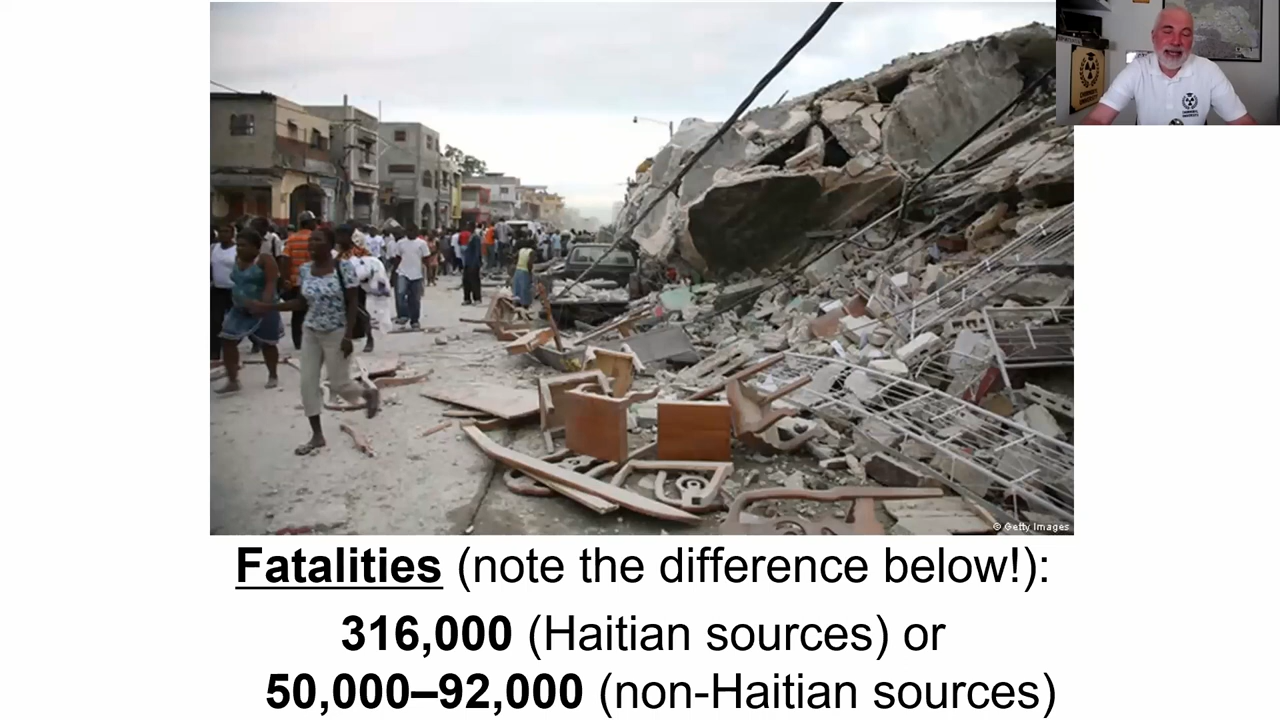 © Getty Images
Fatalities (note the difference below!):
316,000 (Haitian sources) or
50,000–92,000 (non-Haitian sources)